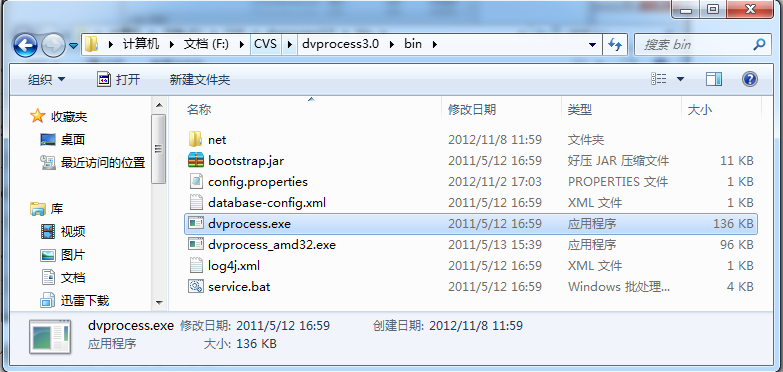 计算机 文档 (F:) CVS dvprocess3.0 bin 搜索 bin
组织 打开 新建文件夹
收藏夹
桌面
最近访问的位置
库
视频
图片
文档
迅雷下载
名称 修改日期 类型 大小
net 2012/11/8 11:59 文件夹
bootstrap.jar 2011/5/12 16:59 好压 JAR 压缩文件 11 KB
config.properties 2012/11/2 17:03 PROPERTIES 文件 1 KB
database-config.xml 2011/5/12 16:59 XML 文件 1 KB
dvprocess.exe 2011/5/12 16:59 应用程序 136 KB
dvprocess_amd32.exe 2011/5/13 15:39 应用程序 96 KB
log4j.xml 2011/5/12 16:59 XML 文件 1 KB
service.bat 2011/5/12 16:59 Windows 批处理... 4 KB
dvprocess.exe 修改日期: 2011/5/12 16:59 创建日期: 2012/11/8 11:59
应用程序 大小: 136 KB